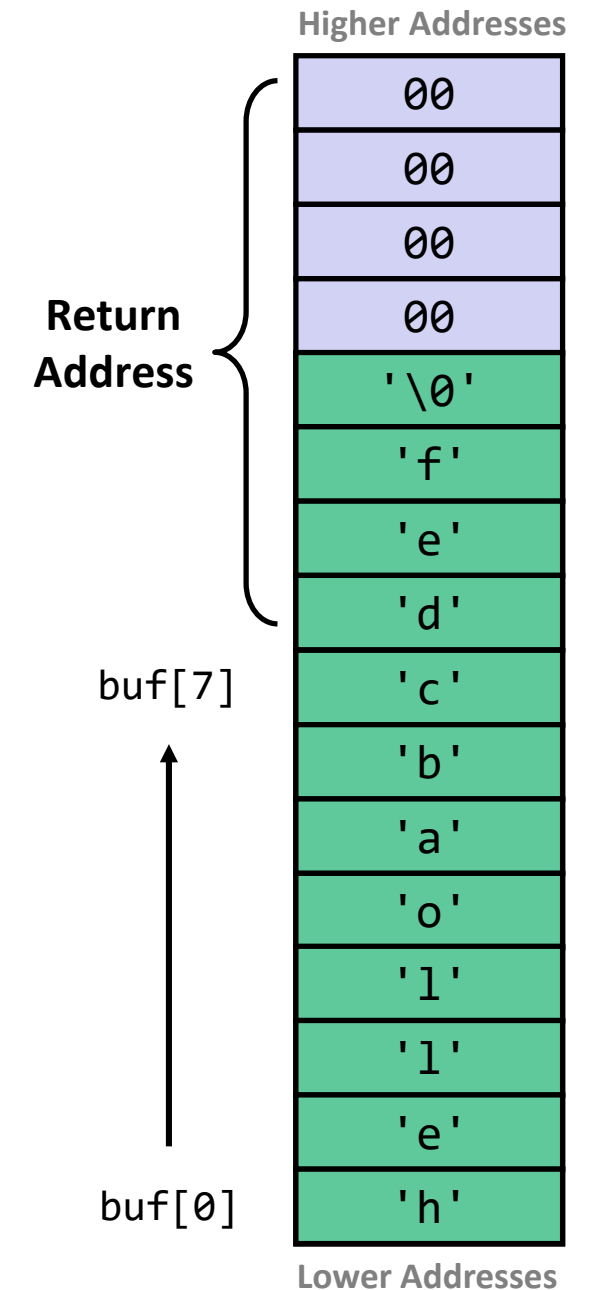 Higher Addresses
00
00
00
00
Return
Address
'\0'
'f'
'e'
'd'
buf[7]
'c'
'b'
'a'
'o'
'l'
'l'
'e'
buf[0]
'h'
Lower Addresses